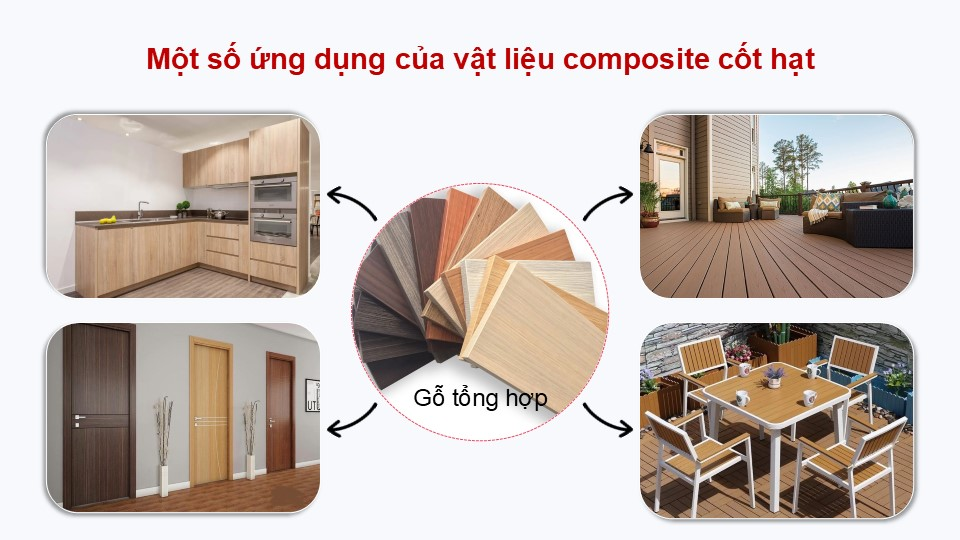 Một số ứng dụng của vật liệu composite cốt hạt
Gỗ tổng hợp